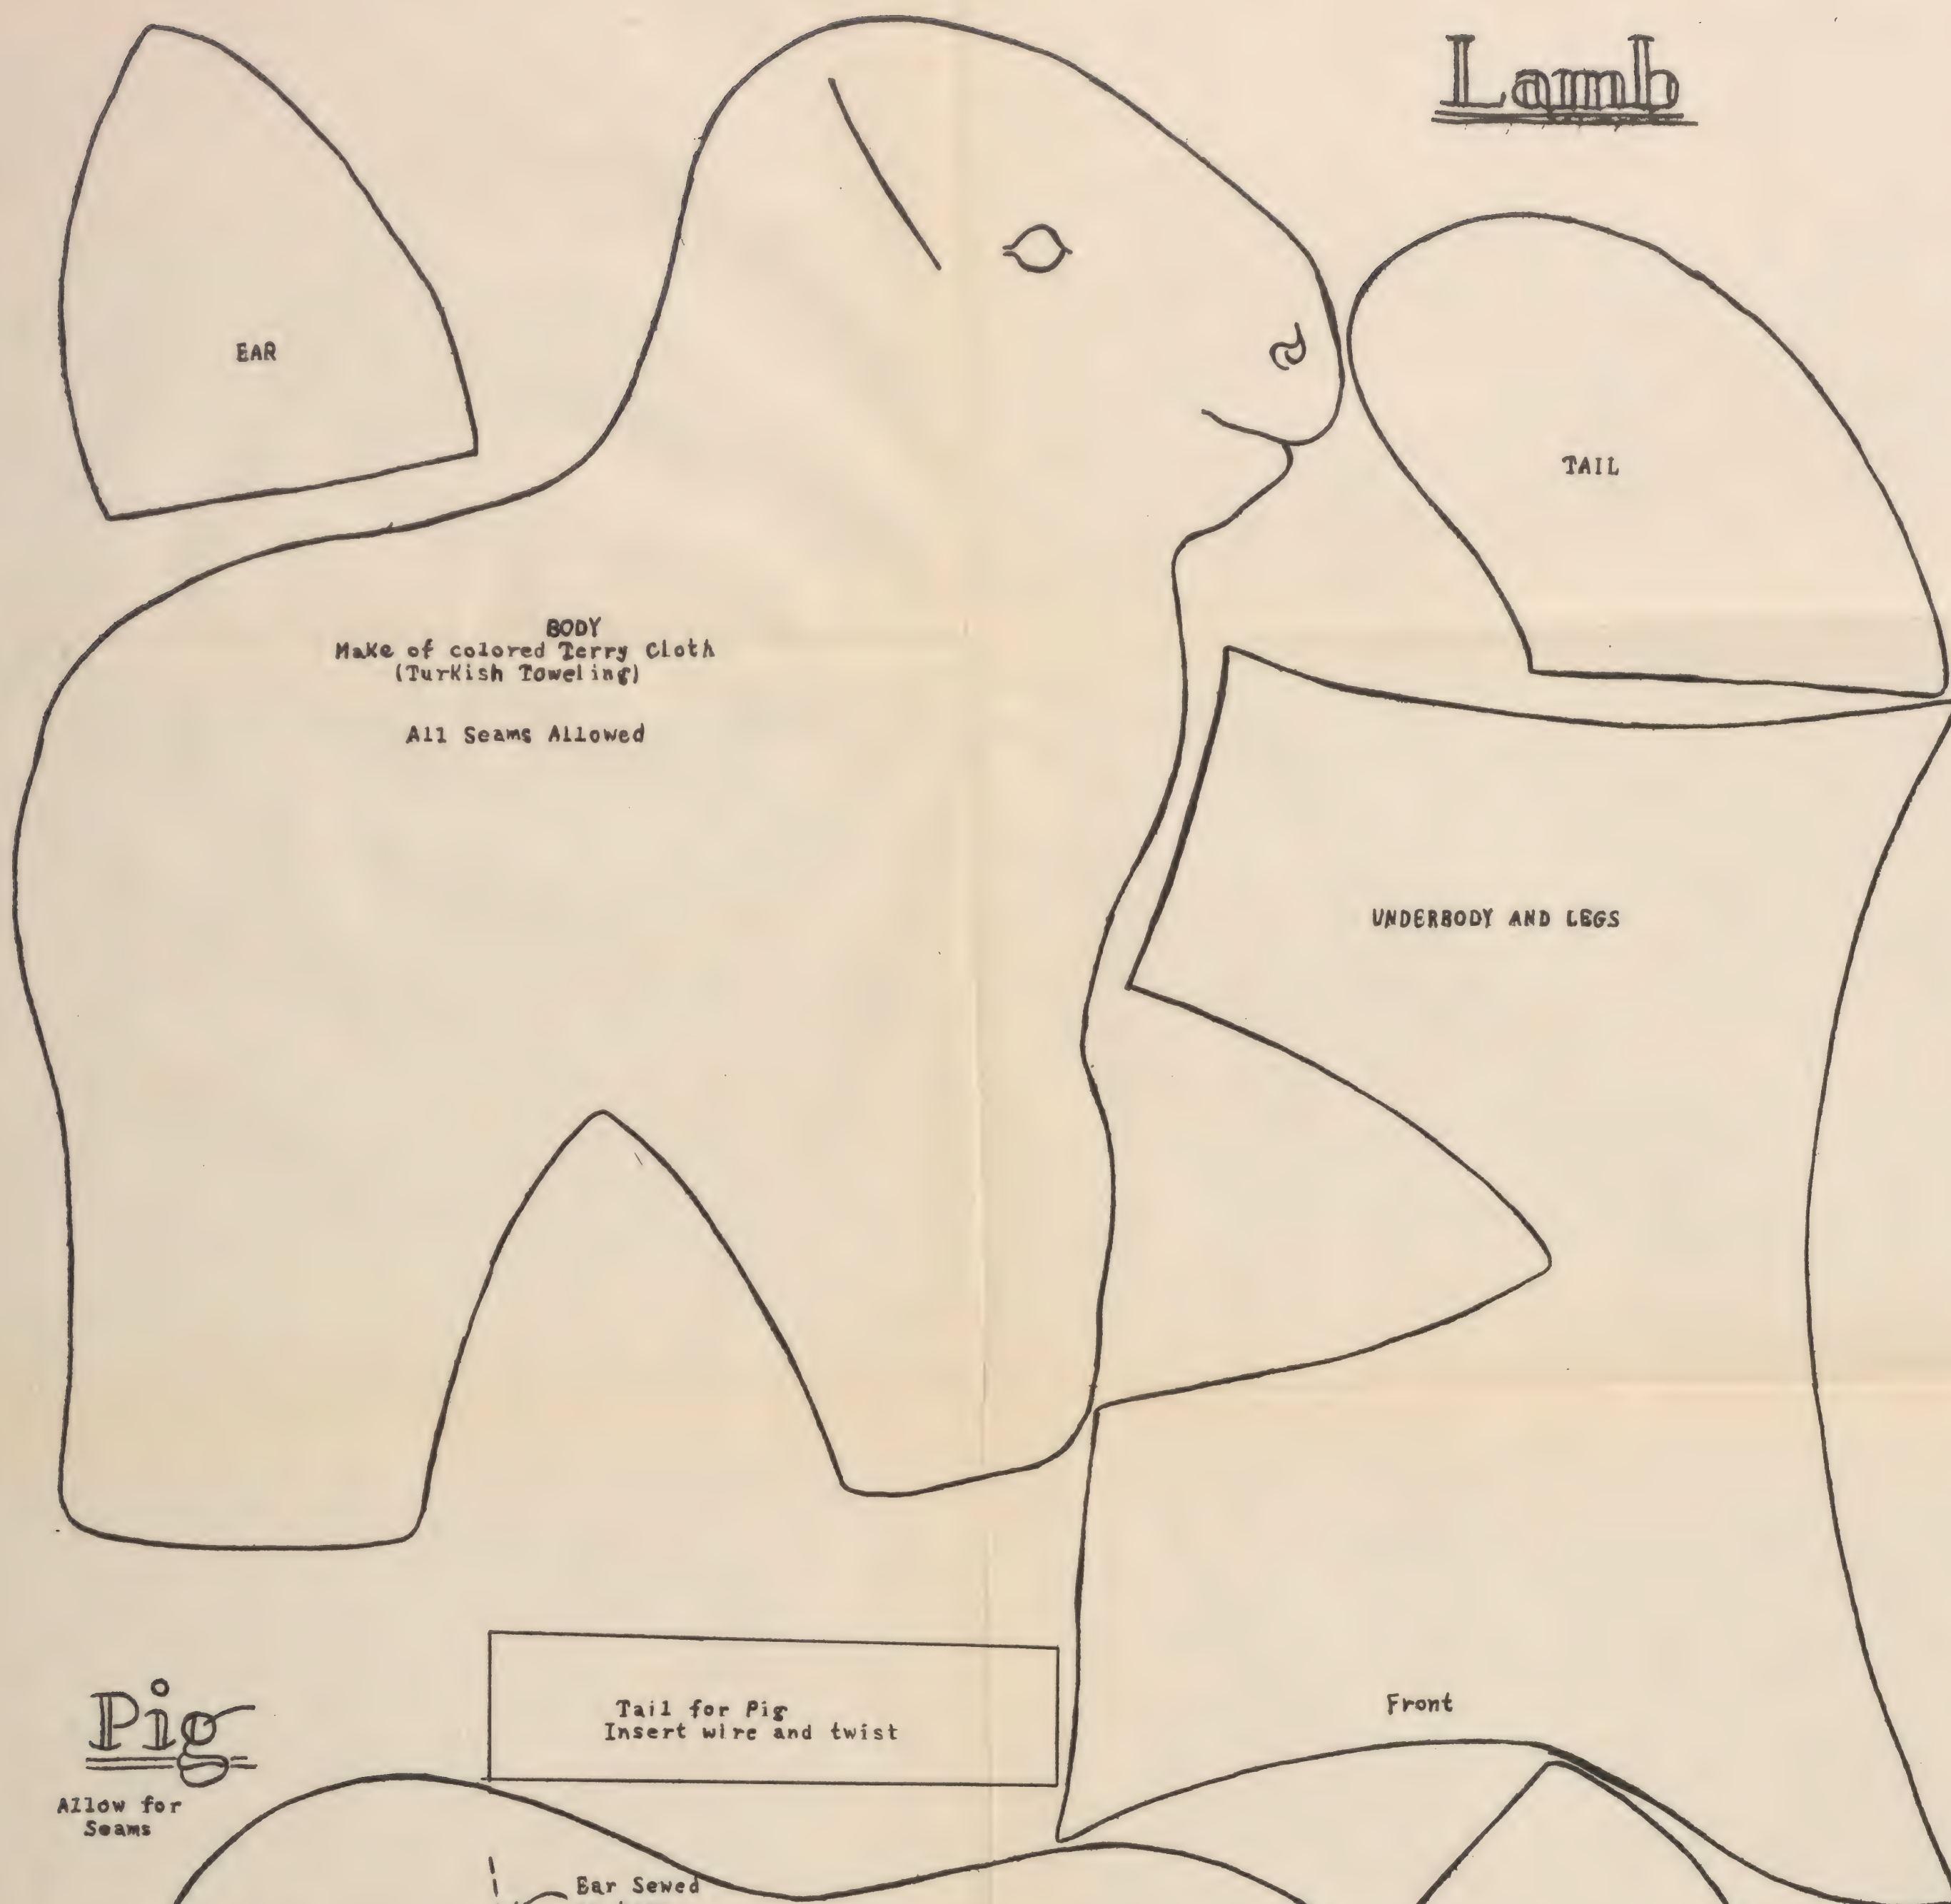 Lamb
EAR
TAIL
BODY
Make of colored Terry Cloth
(Turkish Toweling)
All Seams Allowed
UNDERBODY AND LEGS
Front
Pig
Allow for
Seams
Tail for Pig
Insert wire and twist
Ear Sewed